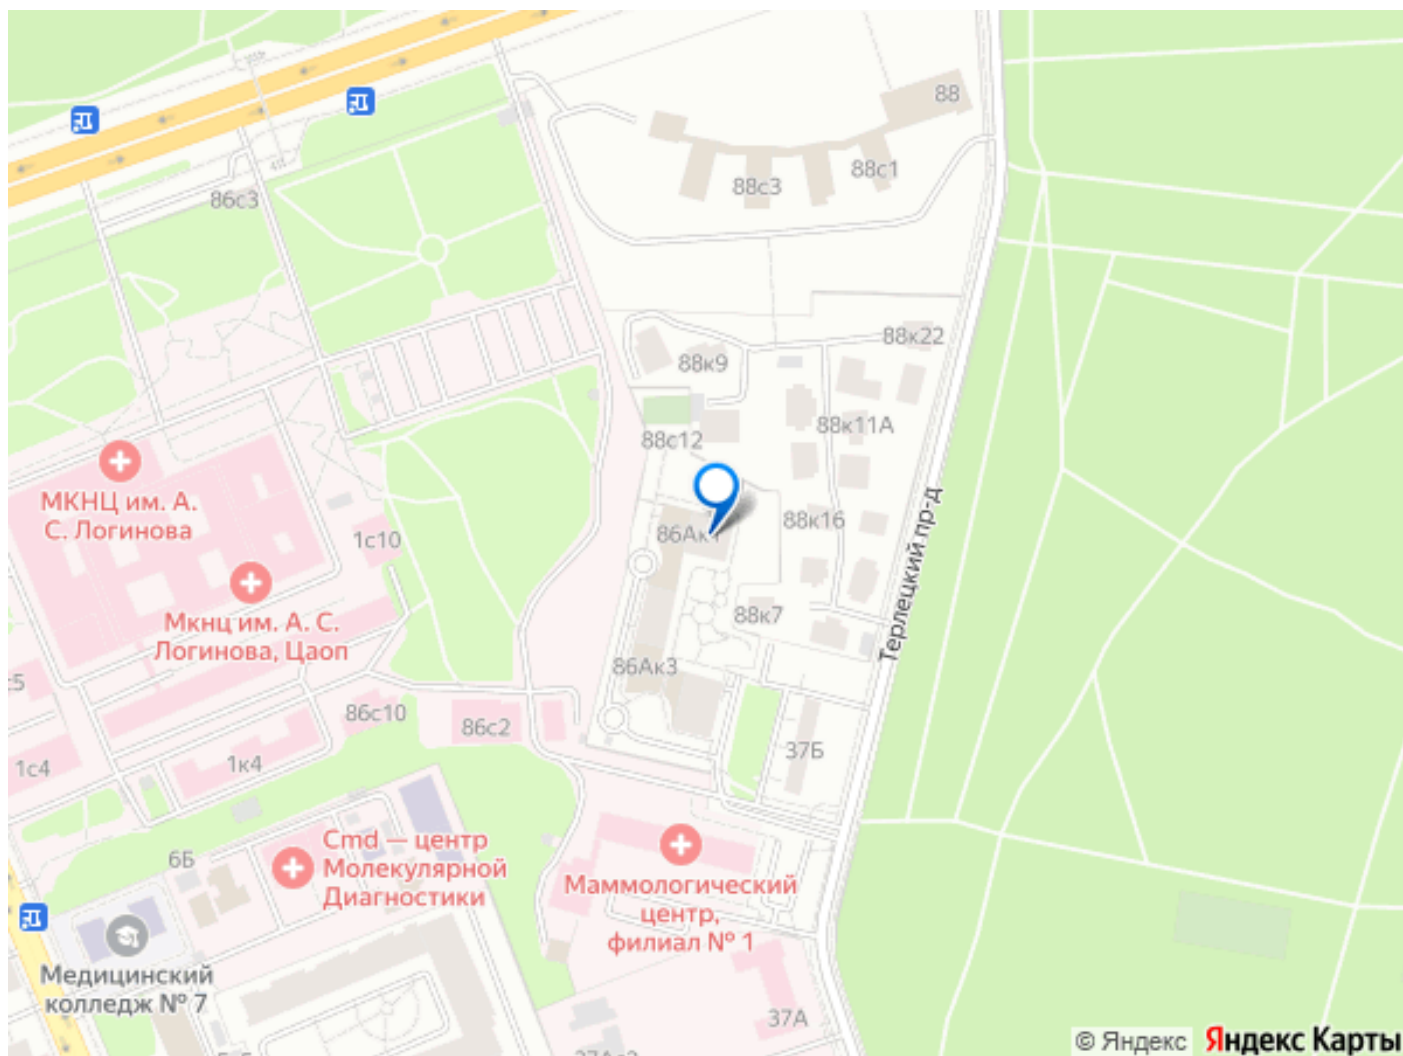 88
88с1
88с3
86с3
88к22
88к9
88к11А
88с12
МКНЦ им. А.
С. Логинова
1с10
88к16
Терлецкий пр-д
Мкнц им. А. С.
Логинова, Цаоп
88к7
86Ак3
с5
86с10
86с2
37Б
1с4
1к4
Cmd — центр
Молекулярной
Диагностики
6Б
Маммологический
центр,
филиал № 1
Медицинский
колледж № 7
37А
© Яндекс Яндекс Карты